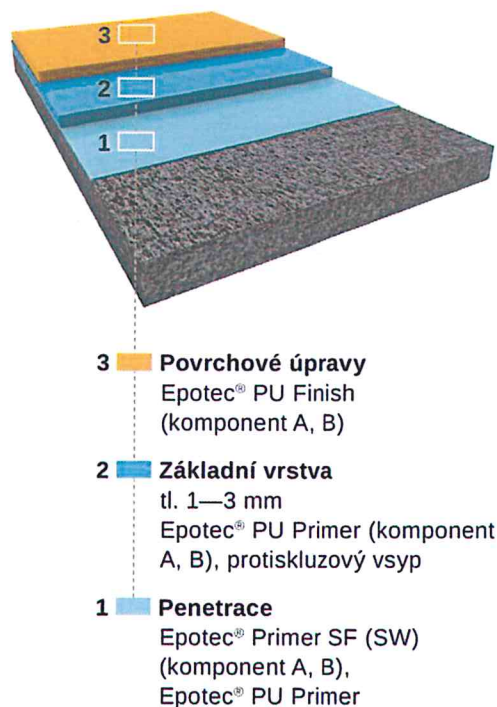 3
2
1
3 Povrchové úpravy
Epotec® PU Finish
(komponent A, B)
2 Základní vrstva
tl. 1—3 mm
Epotec® PU Primer (komponent
A, B), protiskluzový vsyp
1 Penetrace
Epotec® Primer SF (SW)
(komponent A, B),
Epotec® PU Primer